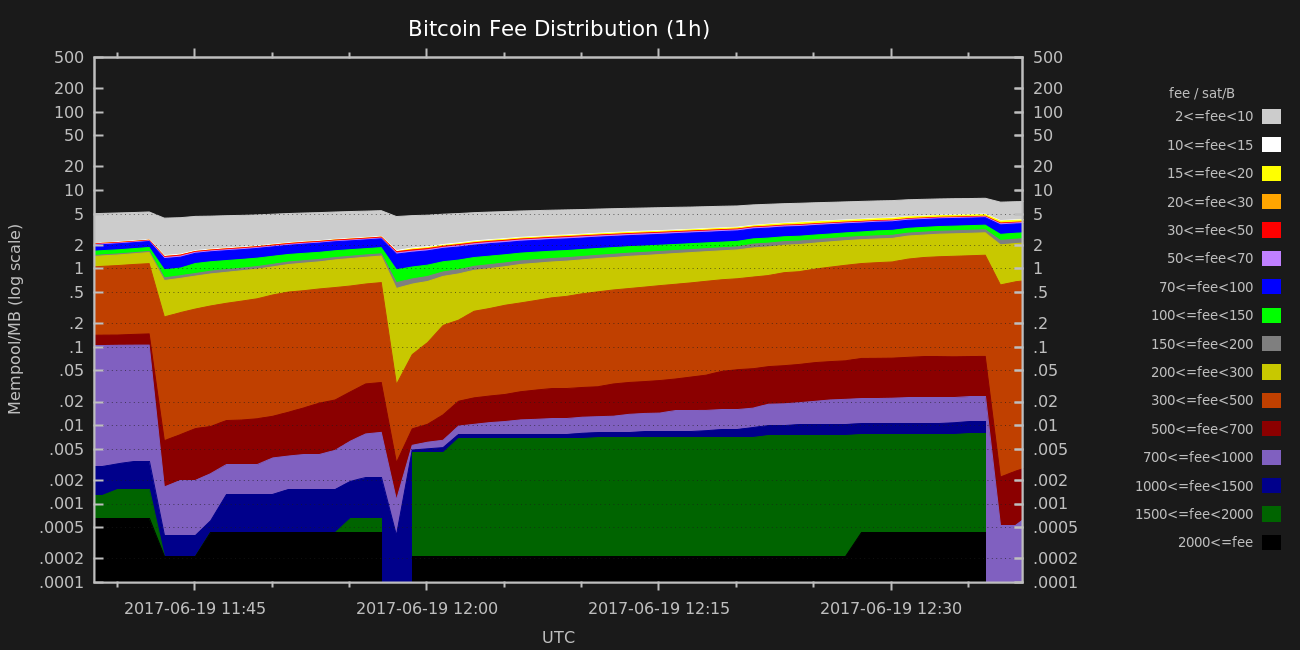 Bitcoin Fee Distribution (1h)
500
200
100
50
20
10
5
2
1
.5
.2
.1
.05
.02
.01
.005
.002
.001
.0005
.0002
.0001
Mempool/MB (log scale)
500
200
100
50
20
10
5
2
1
.5
.2
.1
.05
.02
.01
.005
.002
.001
.0005
.0002
.0001
2017-06-19 11:45
2017-06-19 12:00
2017-06-19 12:15
2017-06-19 12:30
UTC
fee / sat/B
2<=fee<10
10<=fee<15
15<=fee<20
20<=fee<30
30<=fee<50
50<=fee<70
70<=fee<100
100<=fee<150
150<=fee<200
200<=fee<300
300<=fee<500
500<=fee<700
700<=fee<1000
1000<=fee<1500
1500<=fee<2000
2000<=fee